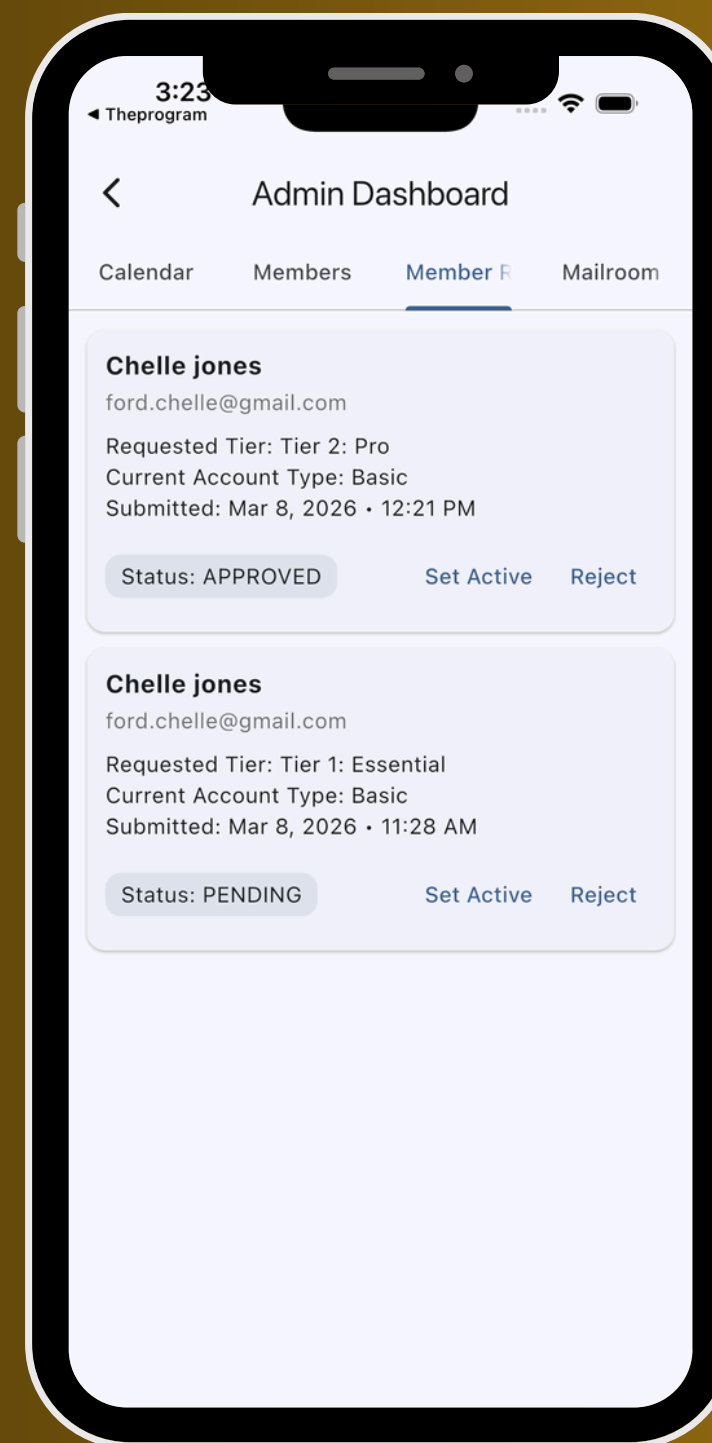 3:23
◀ Theprogram
Admin Dashboard
Calendar Members Member Mailroom
Chelle jones
ford.chelle@gmail.com
Requested Tier: Tier 2: Pro
Current Account Type: Basic
Submitted: Mar 8, 2026 • 12:21 PM
Status: APPROVED Set Active Reject
Chelle jones
ford.chelle@gmail.com
Requested Tier: Tier 1: Essential
Current Account Type: Basic
Submitted: Mar 8, 2026 • 11:28 AM
Status: PENDING Set Active Reject